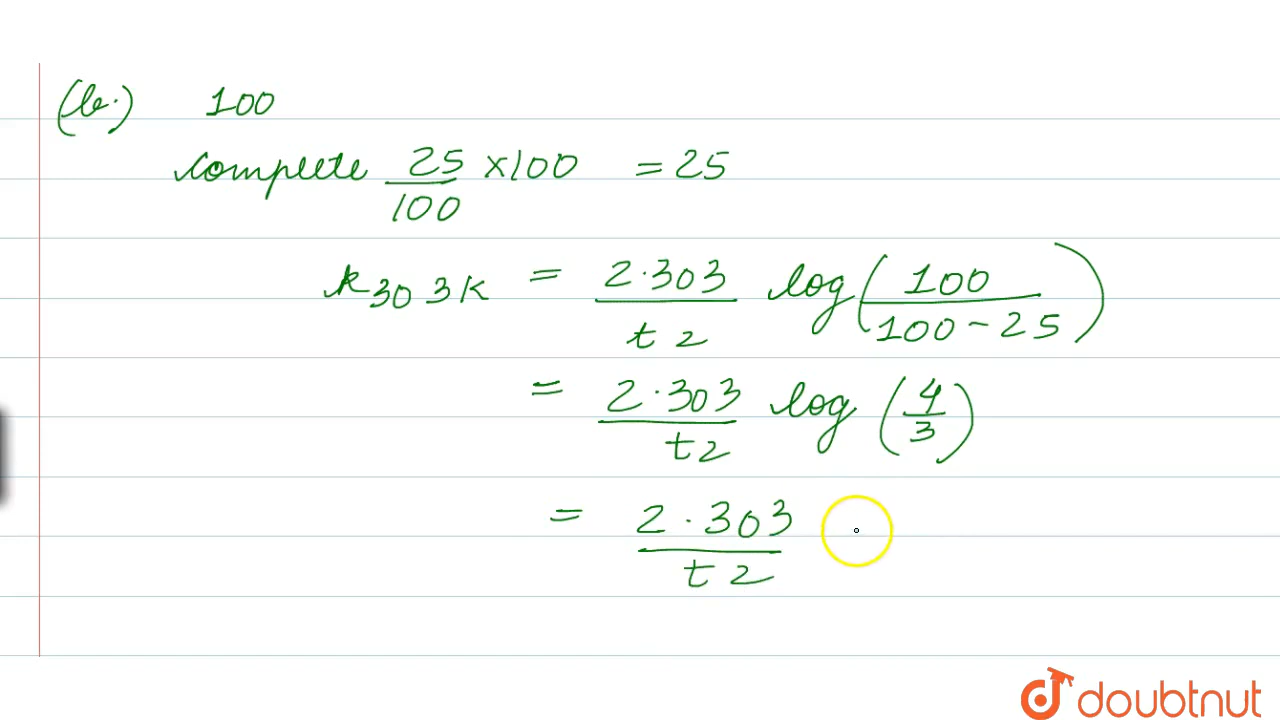 (b.) 100
complete 25/100 ×100 = 25
k303K = 2.303/t2 log(100/(100-25))
= 2.303/t2 log(4/3)
= 2.303/t2
doubtnut